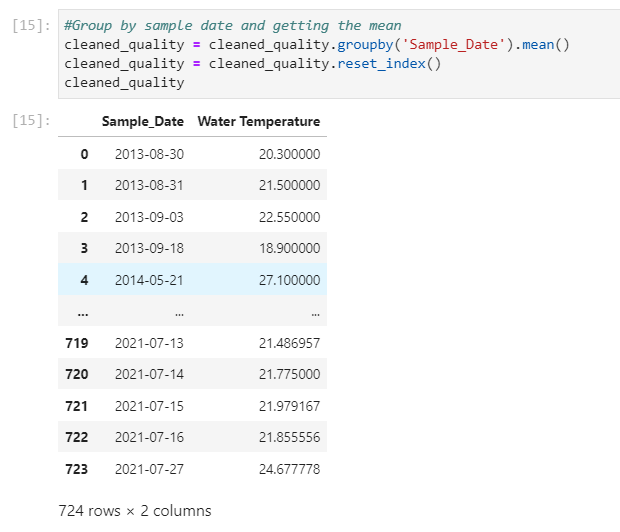 [15]: #Group by sample date and getting the mean
cleaned_quality = cleaned_quality.groupby('Sample_Date').mean()
cleaned_quality = cleaned_quality.reset_index()
cleaned_quality
[15]: Sample_Date Water Temperature
0 2013-08-30 20.300000
1 2013-08-31 21.500000
2 2013-09-03 22.550000
3 2013-09-18 18.900000
4 2014-05-21 27.100000
... ... ...
719 2021-07-13 21.486957
720 2021-07-14 21.775000
721 2021-07-15 21.979167
722 2021-07-16 21.855556
723 2021-07-27 24.677778
724 rows × 2 columns